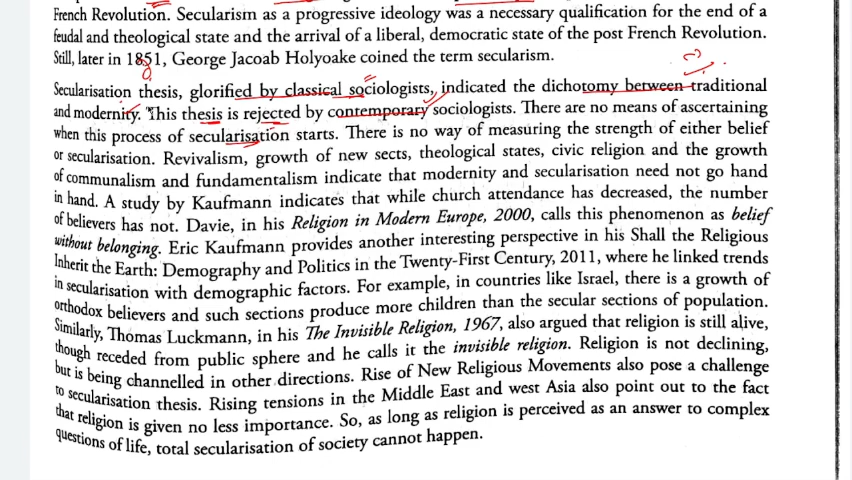 French Revolution. Secularism as a progressive ideology was a necessary qualification for the end of a
feudal and theological state and the arrival of a liberal, democratic state of the post French Revolution.
Still, later in 1851, George Jacoab Holyoake coined the term secularism.
Secularisation thesis, glorified by classical sociologists, indicated the dichotomy between traditional
and modernity. This thesis is rejected by contemporary sociologists. There are no means of ascertaining
when this process of secularisation starts. There is no way of measuring the strength of either belief
or secularisation. Revivalism, growth of new sects, theological states, civic religion and the growth
of communalism and fundamentalism indicate that modernity and secularisation need not go hand
in hand. A study by Kaufmann indicates that while church attendance has decreased, the number
of believers has not. Davie, in his Religion in Modern Europe, 2000, calls this phenomenon as belief
without belonging. Eric Kaufmann provides another interesting perspective in his Shall the Religious
Inherit the Earth: Demography and Politics in the Twenty-First Century, 2011, where he linked trends
in secularisation with demographic factors. For example, in countries like Israel, there is a growth of
orthodox believers and such sections produce more children than the secular sections of population.
Similarly, Thomas Luckmann, in his The Invisible Religion, 1967, also argued that religion is still alive,
though receded from public sphere and he calls it the invisible religion. Religion is not declining,
but is being channelled in other directions. Rise of New Religious Movements also pose a challenge
to secularisation thesis. Rising tensions in the Middle East and west Asia also point out to the fact
that religion is given no less importance. So, as long as religion is perceived as an answer to complex
questions of life, total secularisation of society cannot happen.